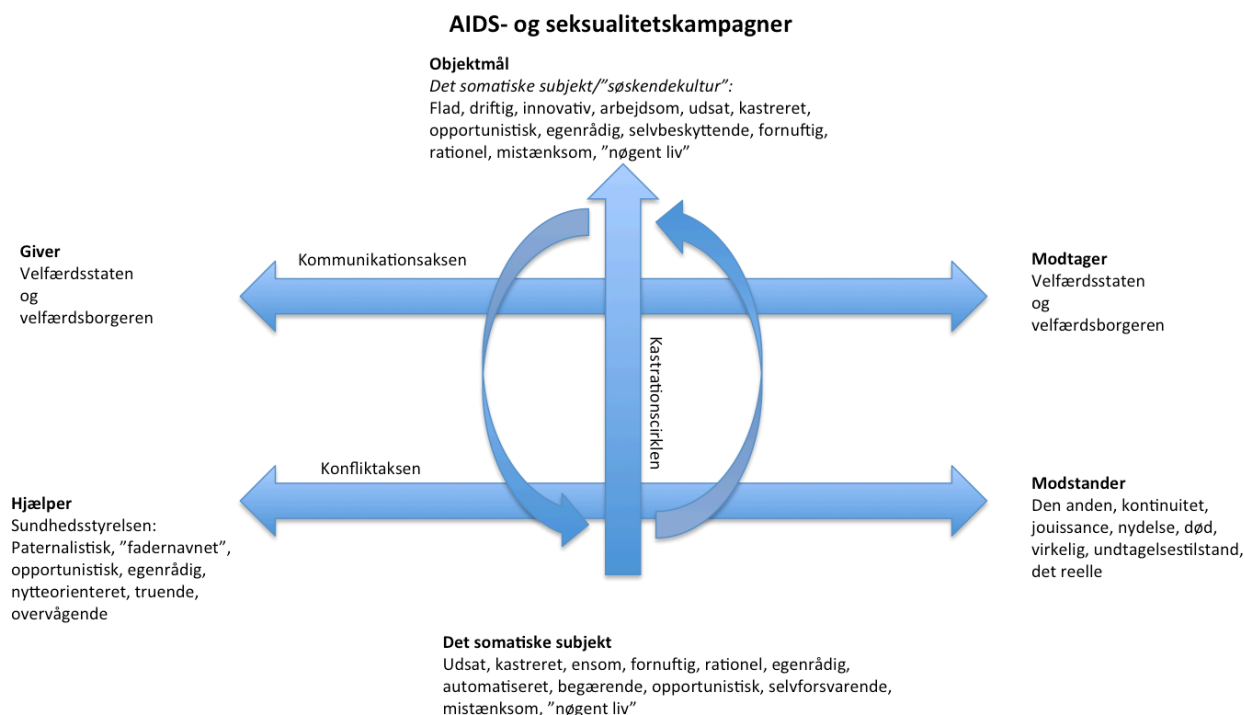 AIDS- og seksualitetskampagner
Objektmål
Det somatiske subjekt/”søskendekultur”:
Flad, driftig, innovativ, arbejdsom, udsat, kastreret,
opportunistisk, egenrådig, selvbeskyttende, fornuftig,
rationel, mistænksom, ”nøgent liv”
Giver
Velfærdsstaten
og
velfærdsborgeren
Kommunikationsaksen
Modtager
Velfærdsstaten
og
velfærdsborgeren
Kastrationscirklen
Konfliktaksen
Hjælper
Sundhedsstyrelsen:
Paternalistisk, ”fadernavnet”,
opportunistisk, egenrådig,
nytteorienteret, truende,
overvågende
Modstander
Den anden, kontinuitet,
jouissance, nydelse, død,
virkelig, undtagelsestilstand,
det reelle
Det somatiske subjekt
Udsat, kastreret, ensom, fornuftig, rationel, egenrådig,
automatiseret, begærende, opportunistisk, selvforsvarende,
mistænksom, ”nøgent liv”